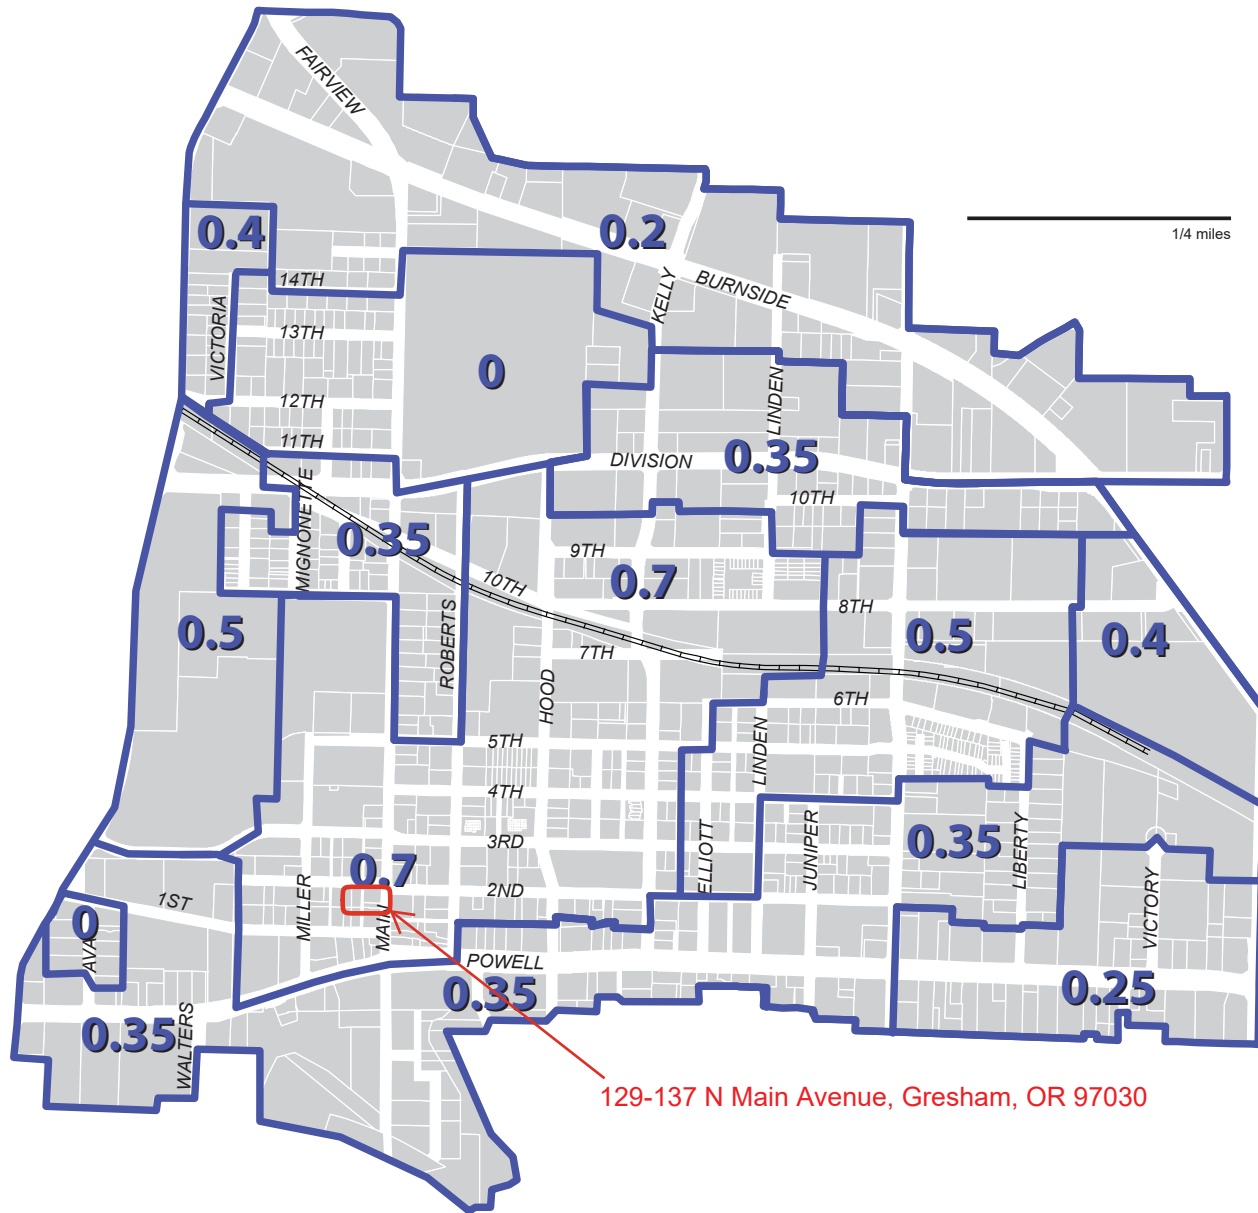 FAIRVIEW
0.4
0.2
1/4 miles
14TH
KELLY
BURNSIDE
VICTORIA
13TH
0
12TH
LINDEN
11TH
DIVISION
0.35
MIGNONETTE
10TH
0.35
9TH
10TH
0.7
8TH
ROBERTS
0.5
0.5
0.4
7TH
HOOD
6TH
5TH
LINDEN
4TH
3RD
ELLIOTT
JUNIPER
0.35
LIBERTY
0.7
2ND
1ST
MILLER
MAIN
0
AVA
VICTORY
POWELL
0.35
0.25
0.35
WALTERS
129-137 N Main Avenue, Gresham, OR 97030